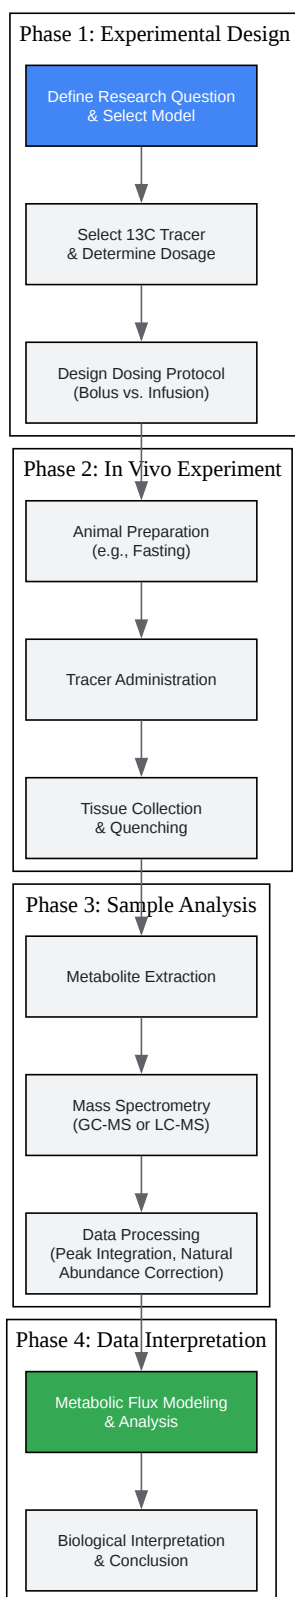 Phase 1: Experimental Design
Define Research Question
& Select Model
Select 13C Tracer
& Determine Dosage
Design Dosing Protocol
(Bolus vs. Infusion)
Phase 2: In Vivo Experiment
Animal Preparation
(e.g., Fasting)
Tracer Administration
Tissue Collection
& Quenching
Phase 3: Sample Analysis
Metabolite Extraction
Mass Spectrometry
(GC-MS or LC-MS)
Data Processing
(Peak Integration, Natural
Abundance Correction)
Phase 4: Data Interpretation
Metabolic Flux Modeling
& Analysis
Biological Interpretation
& Conclusion